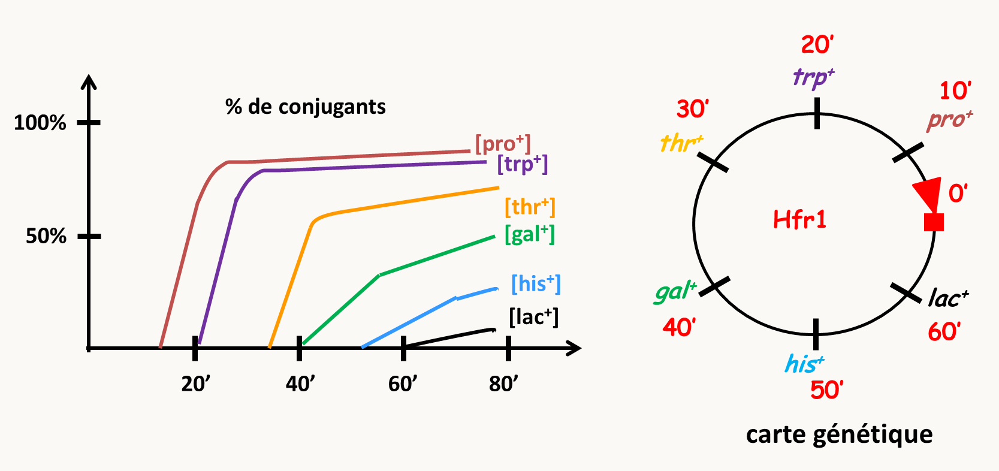 % de conjugants
100%
50%
[pro⁺]
[trp⁺]
[thr⁺]
[gal⁺]
[his⁺]
[lac⁺]
20’
40’
60’
80’
20’
trp⁺
10’
pro⁺
30’
thr⁺
0’
Hfr1
gal⁺
40’
lac⁺
60’
his⁺
50’
carte génétique